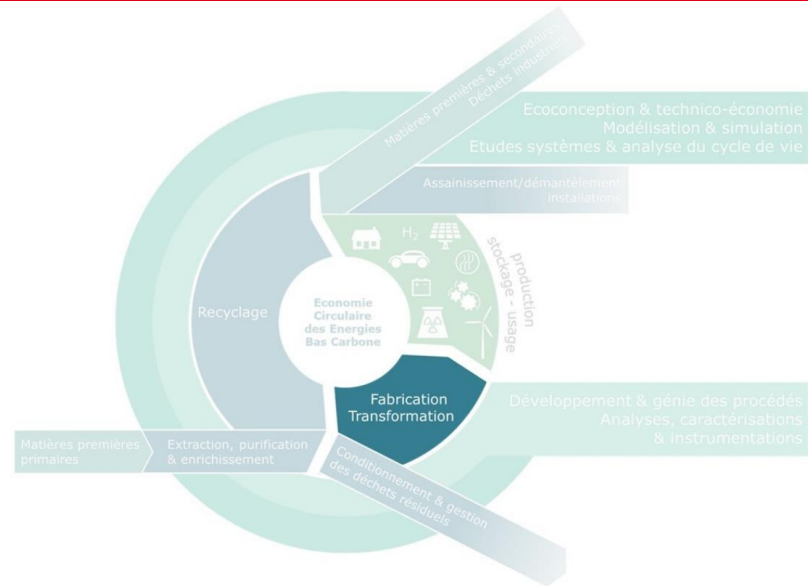 Matières premières & secondaires
Déchets industriels
Ecoconception & technico-économie
Modélisation & simulation
Etudes systèmes & analyse du cycle de vie
Assainissement/démantèlement
installations
H2
production
stockage - usage
Recyclage
Economie
Circulaire
des Energies
Bas Carbone
Fabrication
Transformation
Développement & génie des procédés
Analyses, caractérisations
& instrumentations
Matières premières
primaires
Extraction, purification
& enrichissement
Conditionnement & gestion
des déchets résiduels